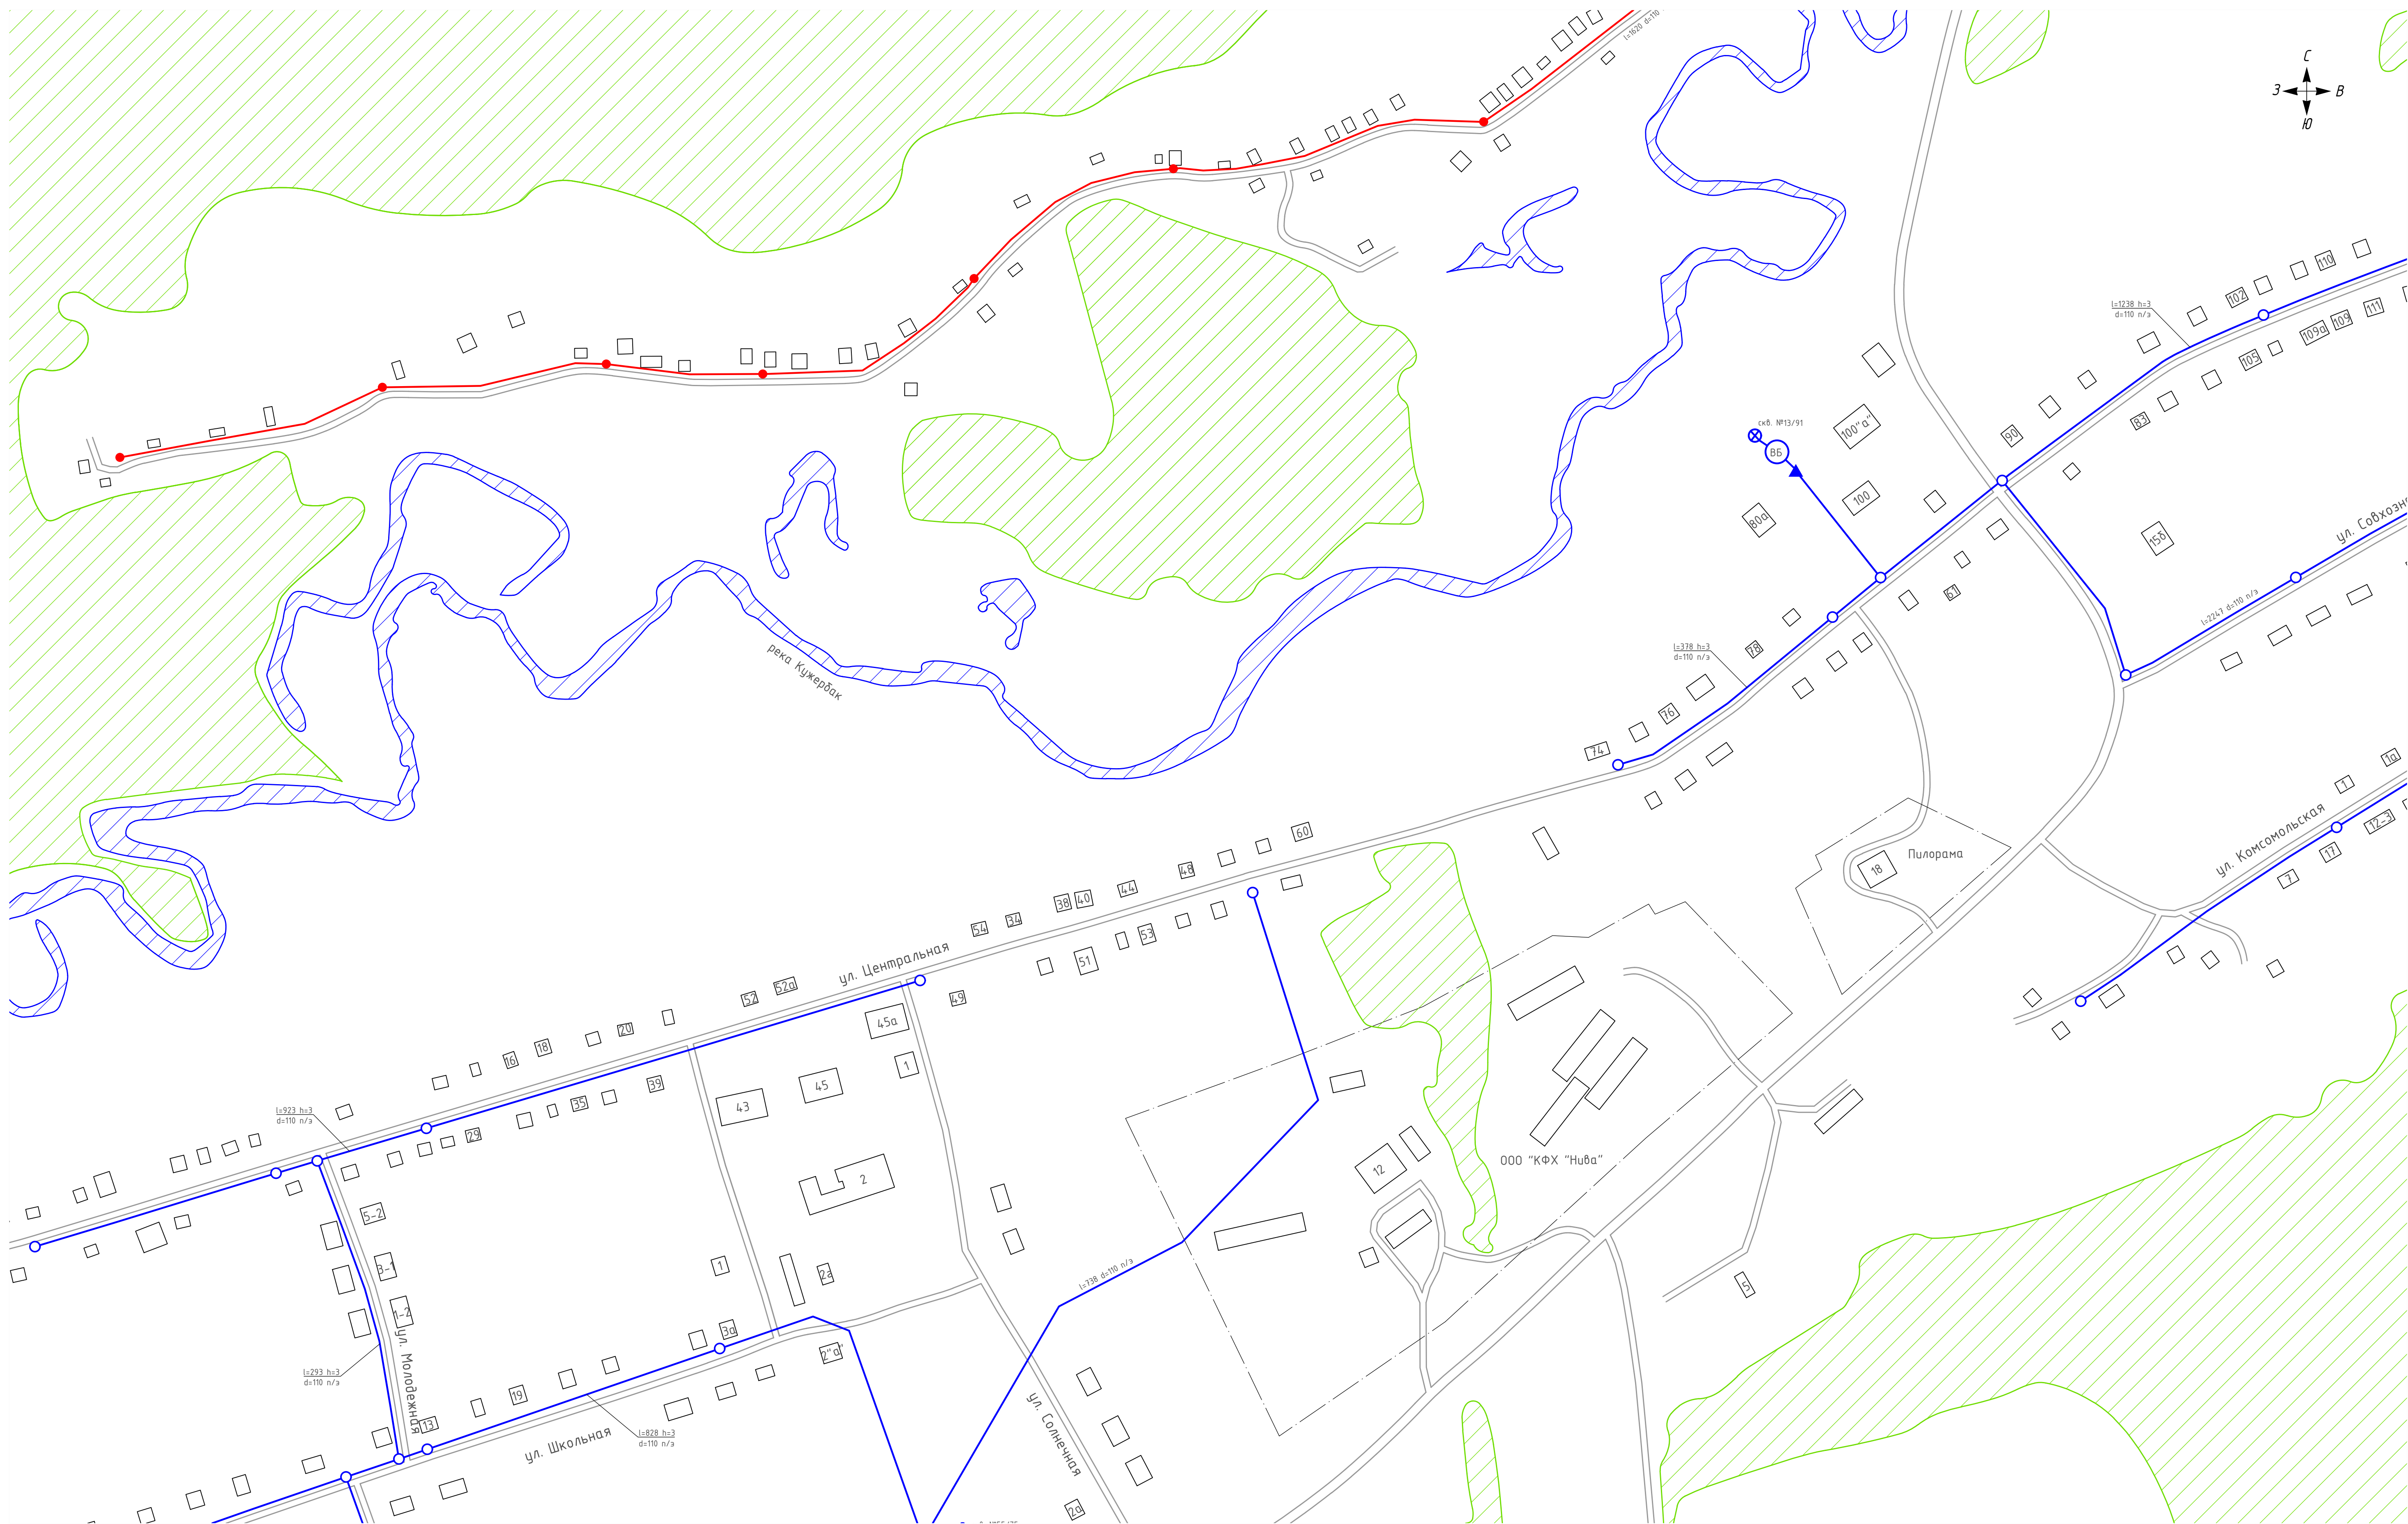 l=1620 d=110
С
З
В
Ю
110
102
l=1238 h=3
d=110 п/э
111
109
109а
105
скв. №13/91
100"а"
ВБ
90
83
100
80а
ул. Совхозн
15б
61
l=2247 d=110 п/э
78
l=378 h=3
d=110 п/э
река Кужербак
76
74
1а
1
ул. Комсомольская
12-3
17
7
60
Пилорама
18
48
44
40
38
34
54
53
51
ул. Центральная
49
52а
52
45а
20
18
16
1
45
39
43
35
29
l=923 h=3
d=110 п/э
ООО "КФХ "Нива"
12
2
5-2
3-1
1
2а
l=738 d=110 п/э
5
1-2
3а
2"а"
ул. Молодежная
l=293 h=3
d=110 п/э
19
13
ул. Школьная
l=828 h=3
d=110 п/э
ул. Солнечная
2а